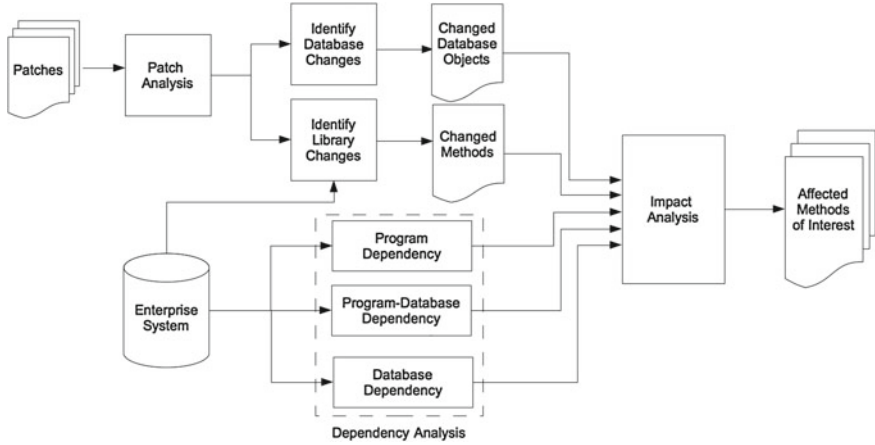 Patches
Patch
Analysis
Identify
Database
Changes
Changed
Database
Objects
Identify
Library
Changes
Changed
Methods
Impact
Analysis
Affected
Methods
of Interest
Enterprise
System
Program
Dependency
Program-Database
Dependency
Database
Dependency
Dependency Analysis